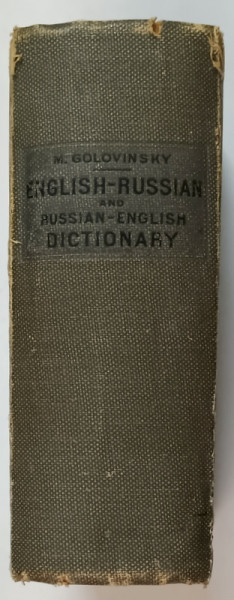 M. GOLOVINSKY
ENGLISH-RUSSIAN
AND
RUSSIAN-ENGLISH
DICTIONARY